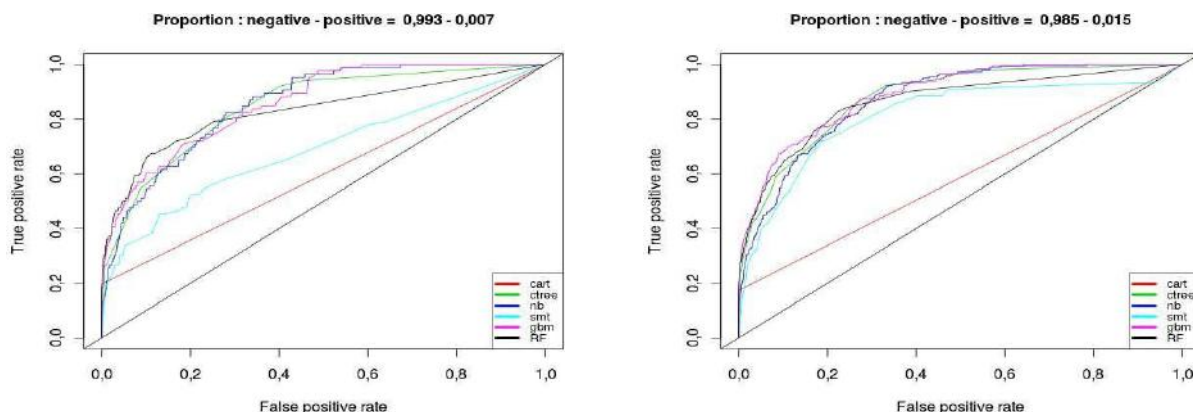 Proportion : negative - positive = 0,993 - 0,007
True positive rate
1,0
0,8
0,6
0,4
0,2
0,0
cart
ctree
nb
smt
gbm
RF
0,0 0,2 0,4 0,6 0,8 1,0
False positive rate
Proportion : negative - positive = 0,985 - 0,015
True positive rate
1,0
0,8
0,6
0,4
0,2
0,0
cart
ctree
nb
smt
gbm
RF
0,0 0,2 0,4 0,6 0,8 1,0
False positive rate